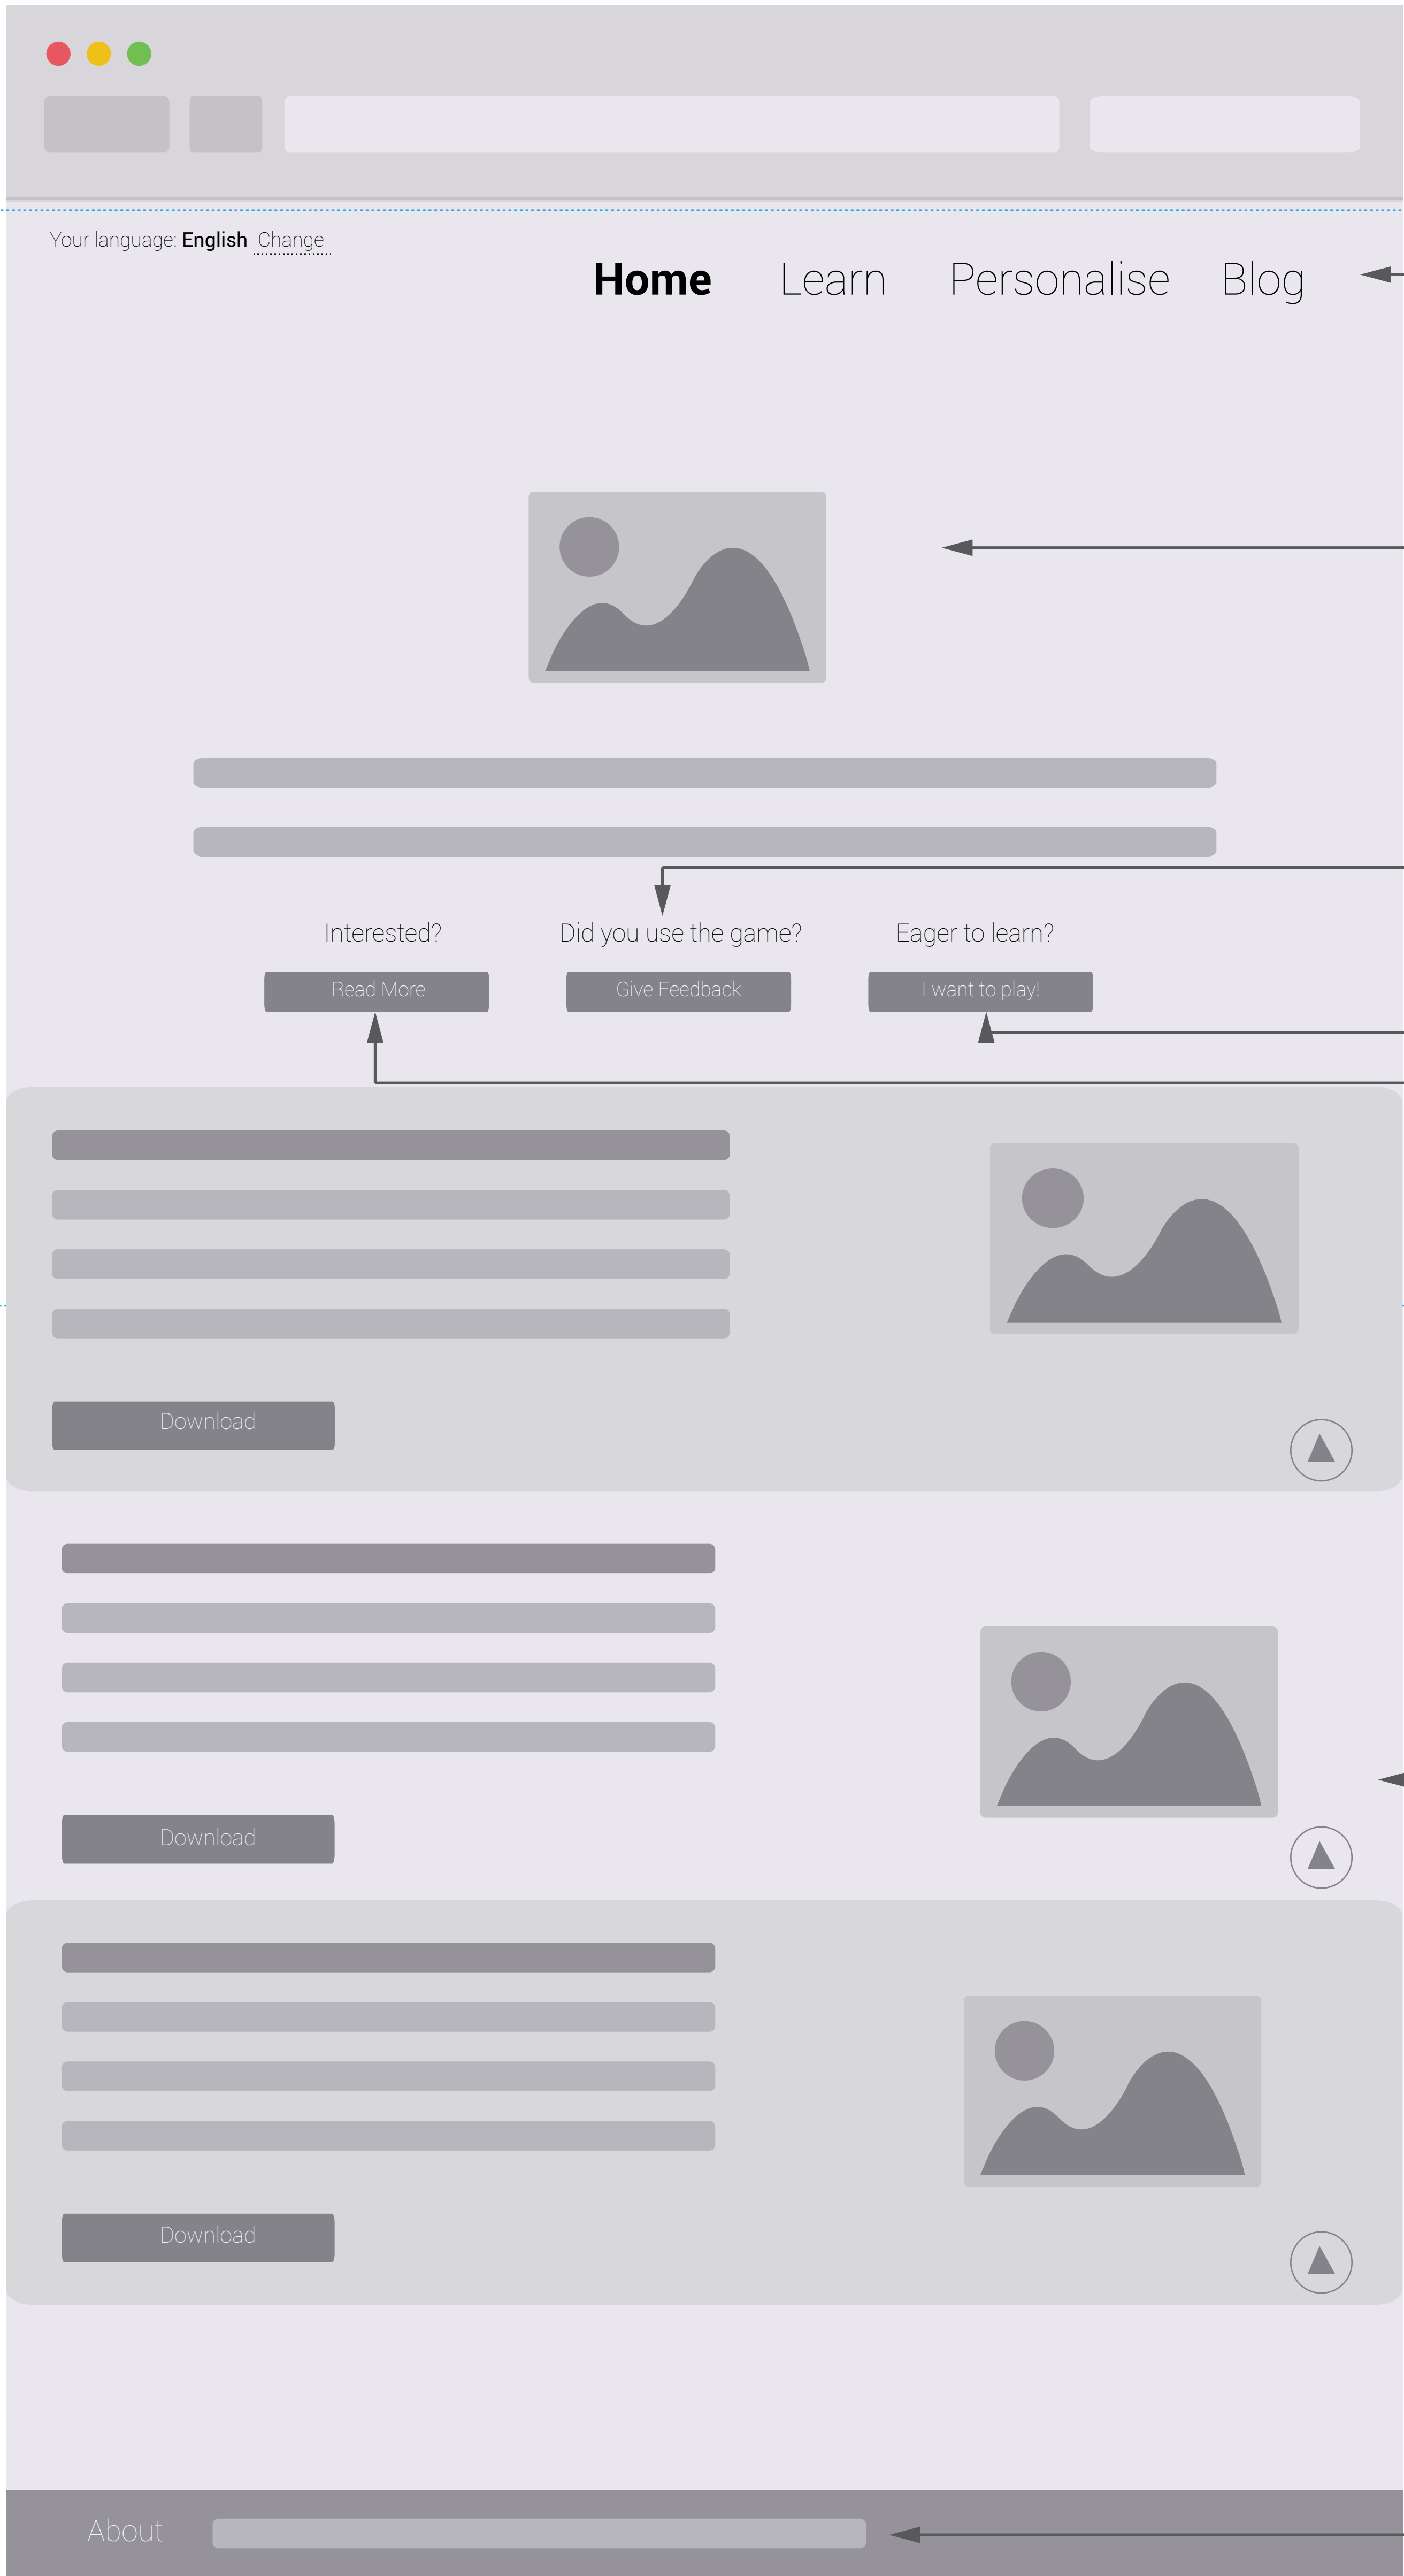 Your language: English Change
Home Learn Personalise Blog
Interested? Did you use the game? Eager to learn?
Read More Give Feedback I want to play!
Download
Download
Download
About